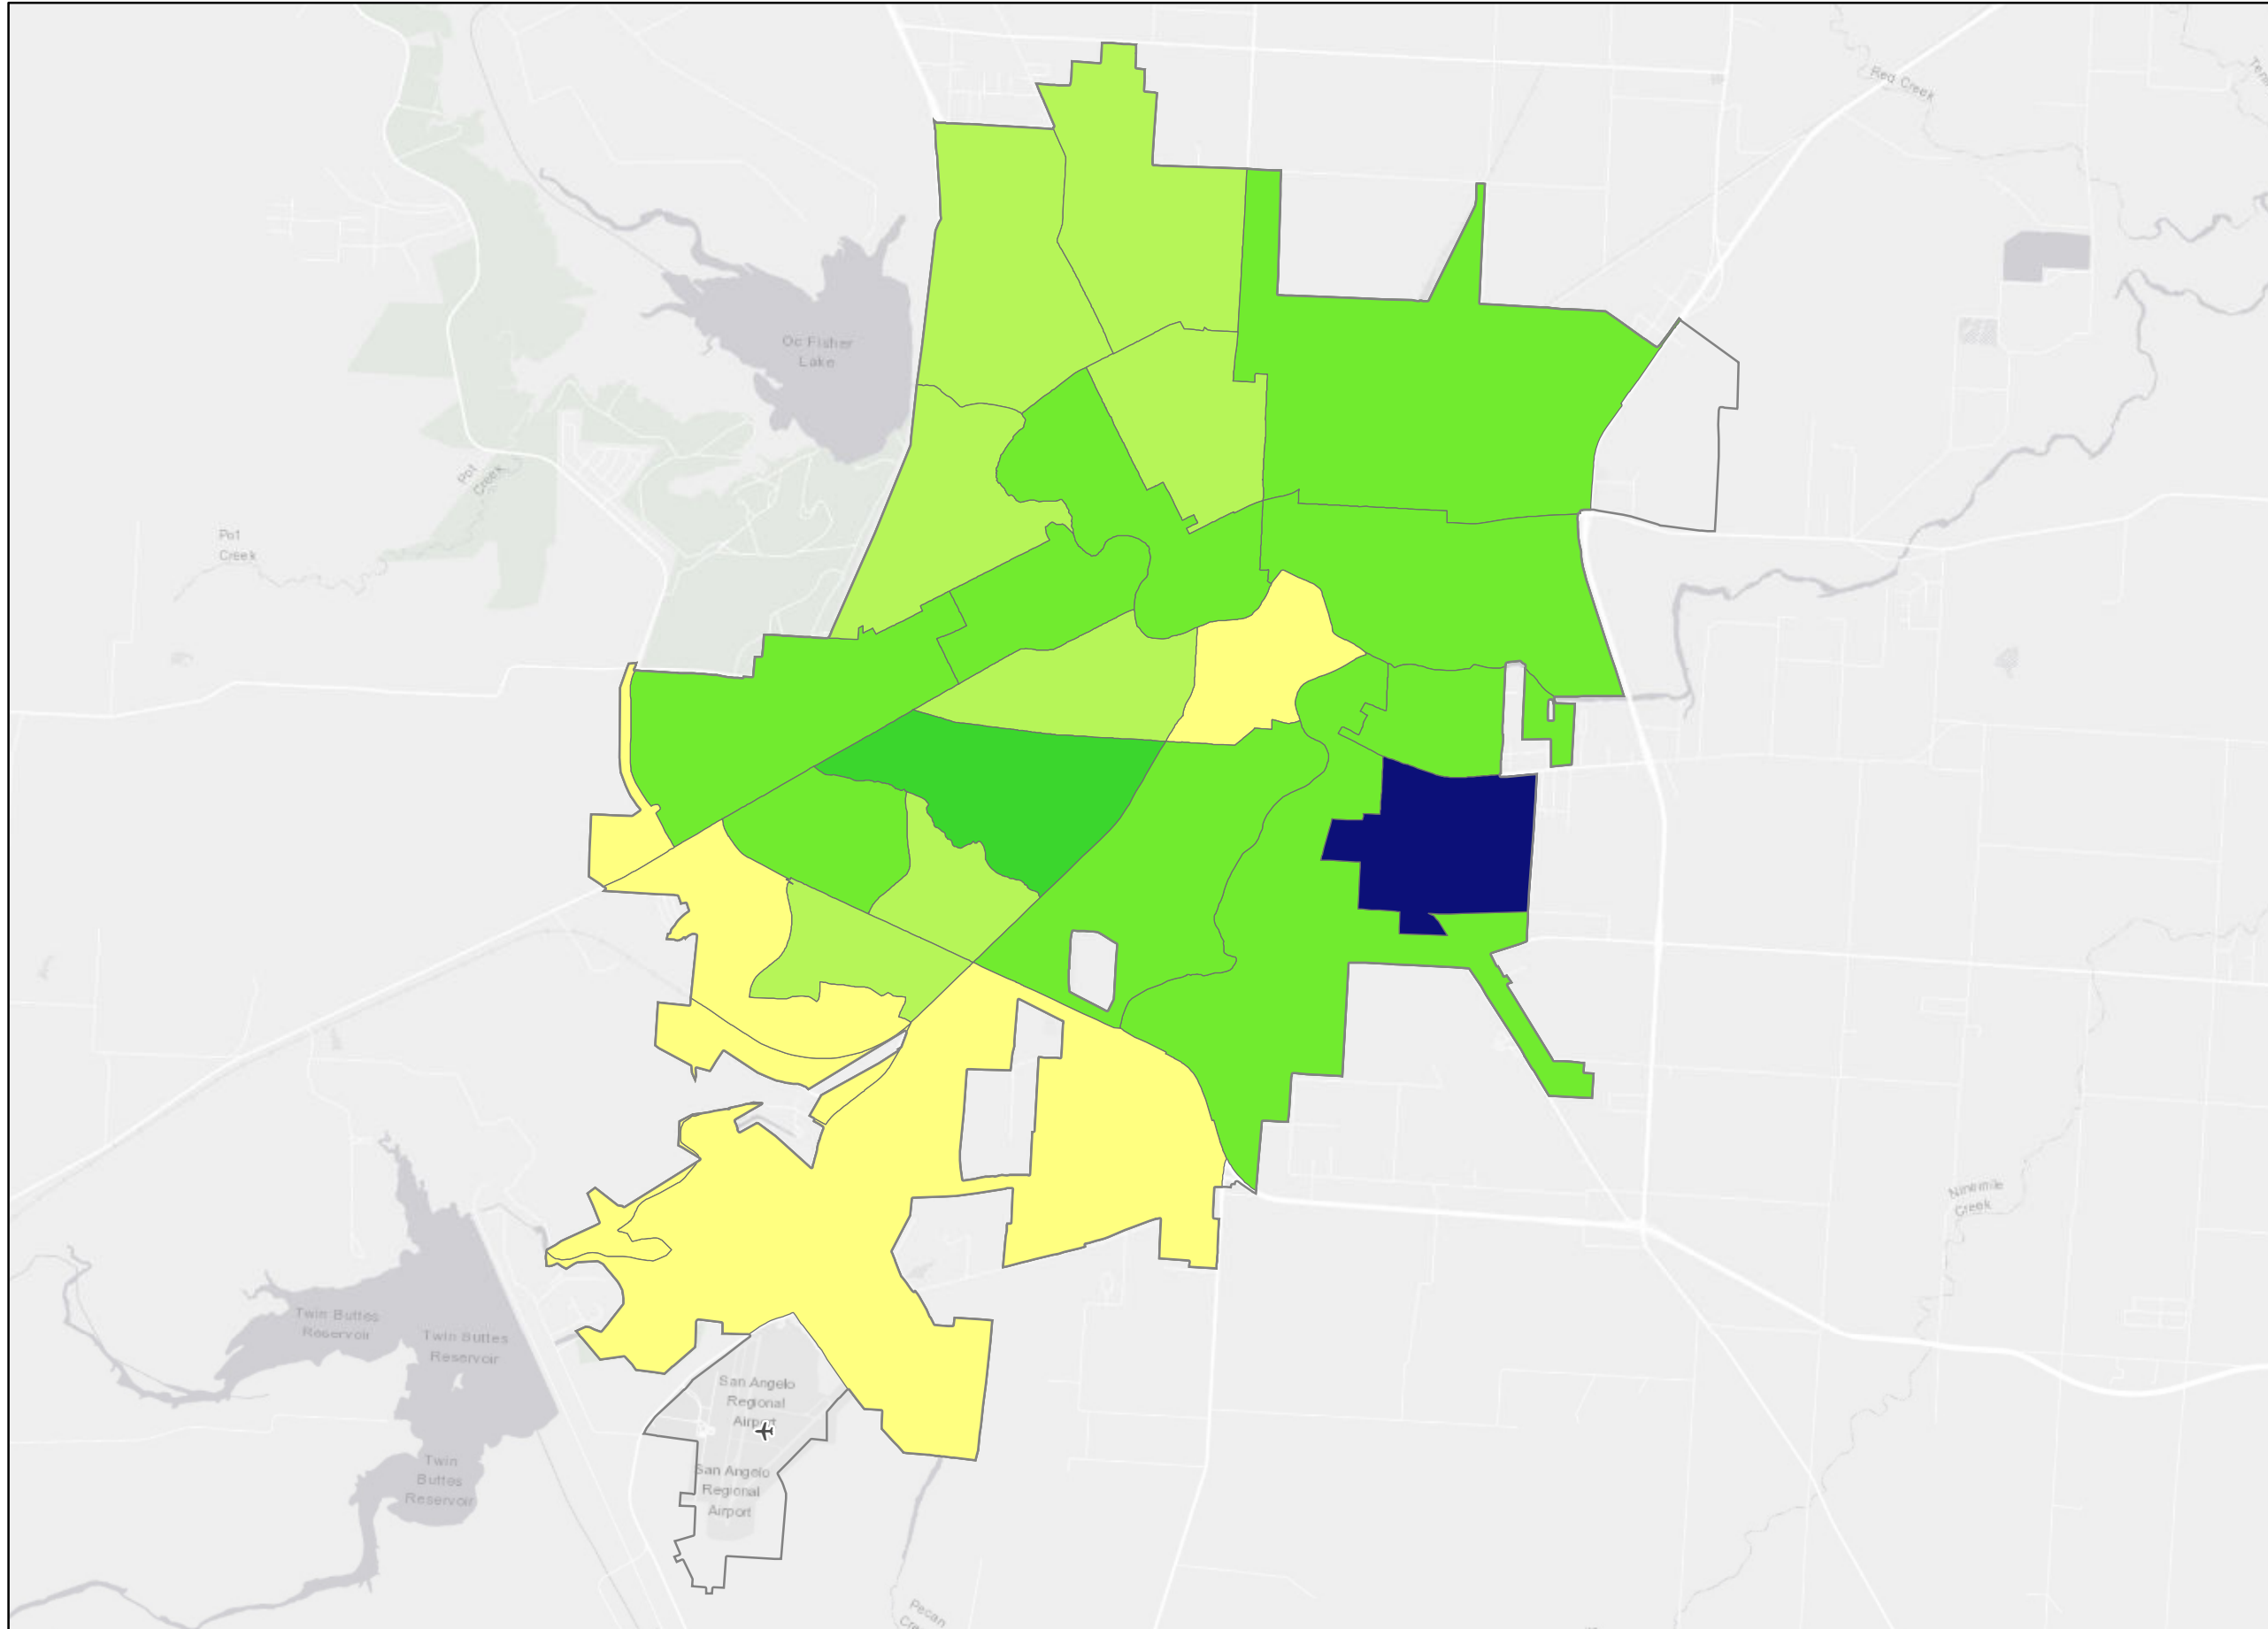 Red Creek
Oc Fisher
Lake
Pot
Creek
Pot
Creek
Ninemile
Creek
Twin Buttes
Reservoir
Twin Buttes
Reservoir
San Angelo
Regional
Airport
Twin
Buttes
Reservoir
San Angelo
Regional
Airport
Pecan